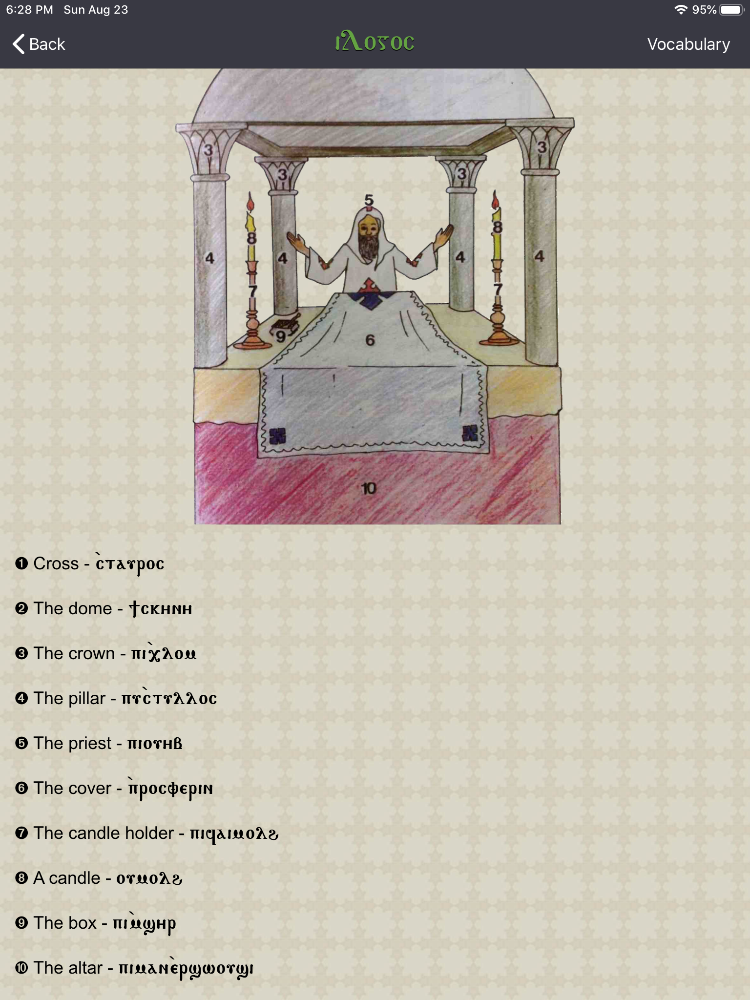 6:28 PM Sun Aug 23 95%
Back ⲓⲗⲟⲅⲟⲥ Vocabulary
3 3
3 3
5
8 8
4 4 4 4
7 7
9 6
10
❶ Cross - ⲥ̀ⲧⲁⲩⲣⲟⲥ
❷ The dome - ϯⲥⲕⲏⲛⲏ
❸ The crown - ⲡⲓⲭ̀ⲗⲟⲙ
❹ The pillar - ⲡⲩⲥ̀ⲧⲩⲗⲗⲟⲥ
❺ The priest - ⲡⲓⲟⲩⲏⲃ
❻ The cover - ⲡ̀ⲣⲟⲥⲫⲉⲣⲓⲛ
❼ The candle holder - ⲡⲓϥⲁⲓⲙⲟⲗϩ
❽ A candle - ⲟⲩⲙⲟⲗϩ
❾ The box - ⲡⲓⲙ̀ϣⲏⲣ
❿ The altar - ⲡⲓⲙⲁⲛⲉ̀ⲣϣⲱⲟⲩϣⲓ